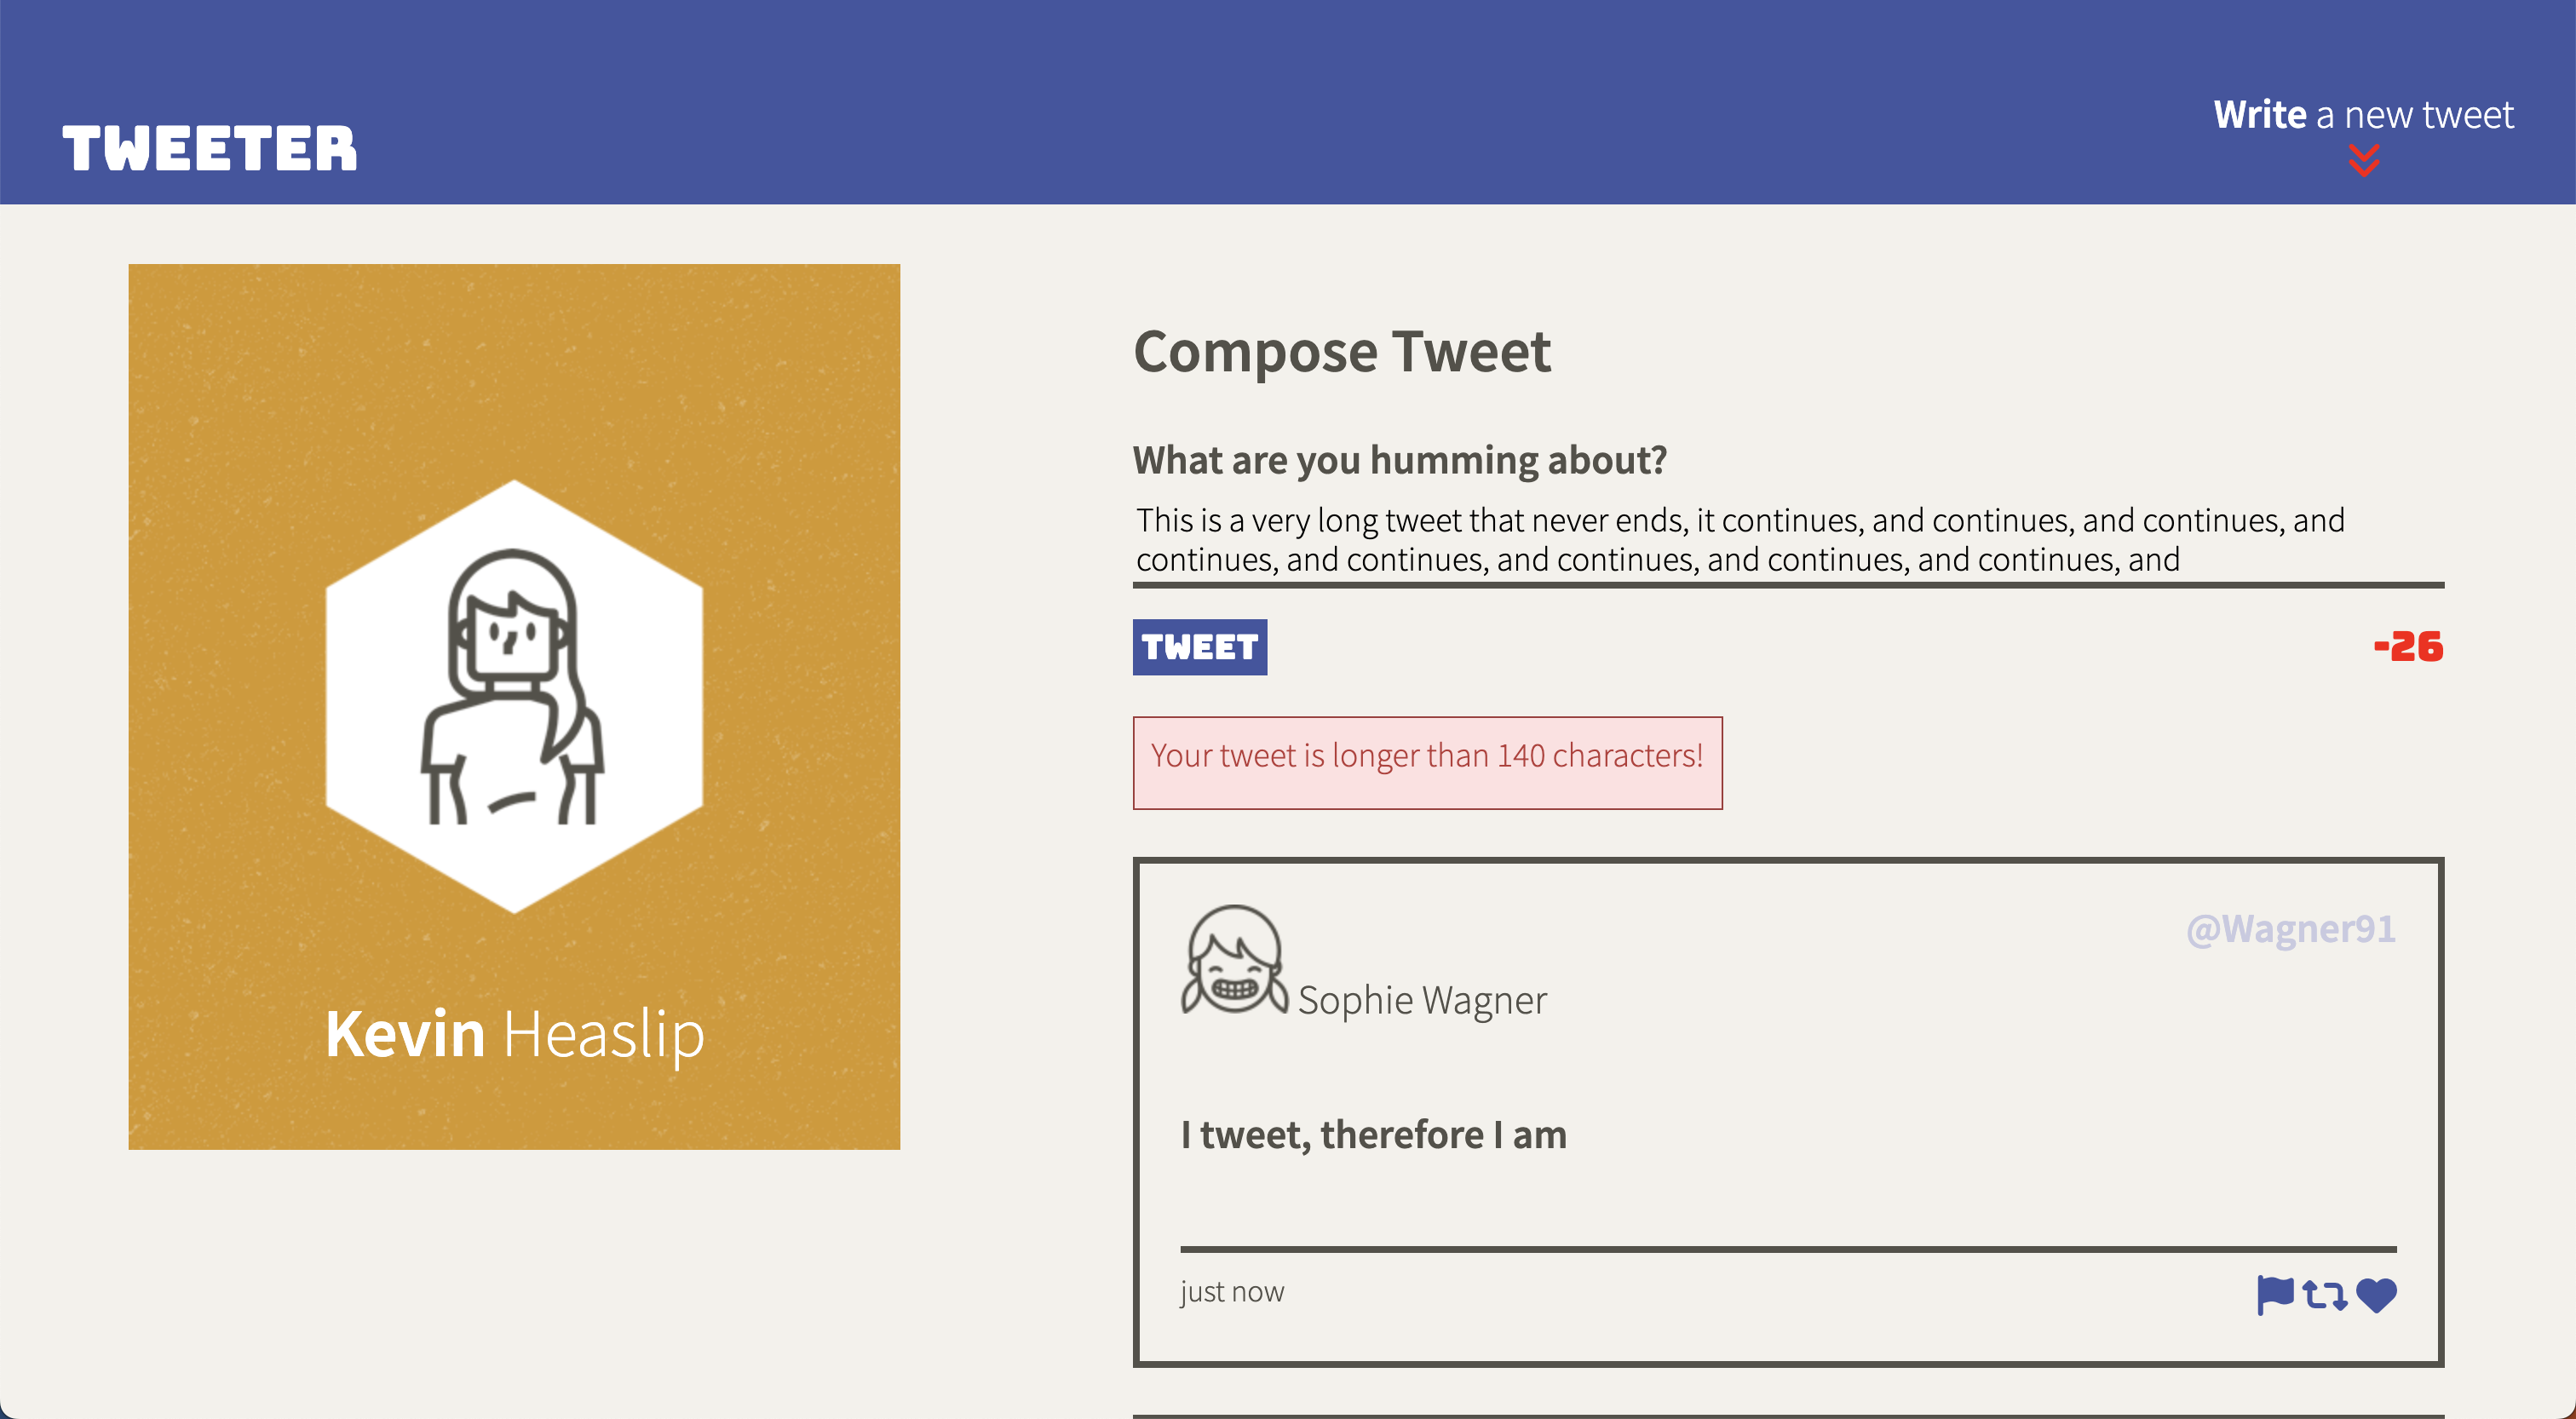 TWEETER
Write a new tweet
Kevin Heaslip
Compose Tweet
What are you humming about?
This is a very long tweet that never ends, it continues, and continues, and continues, and
continues, and continues, and continues, and continues, and continues, and
TWEET
-26
Your tweet is longer than 140 characters!
@Wagner91
Sophie Wagner
I tweet, therefore I am
just now